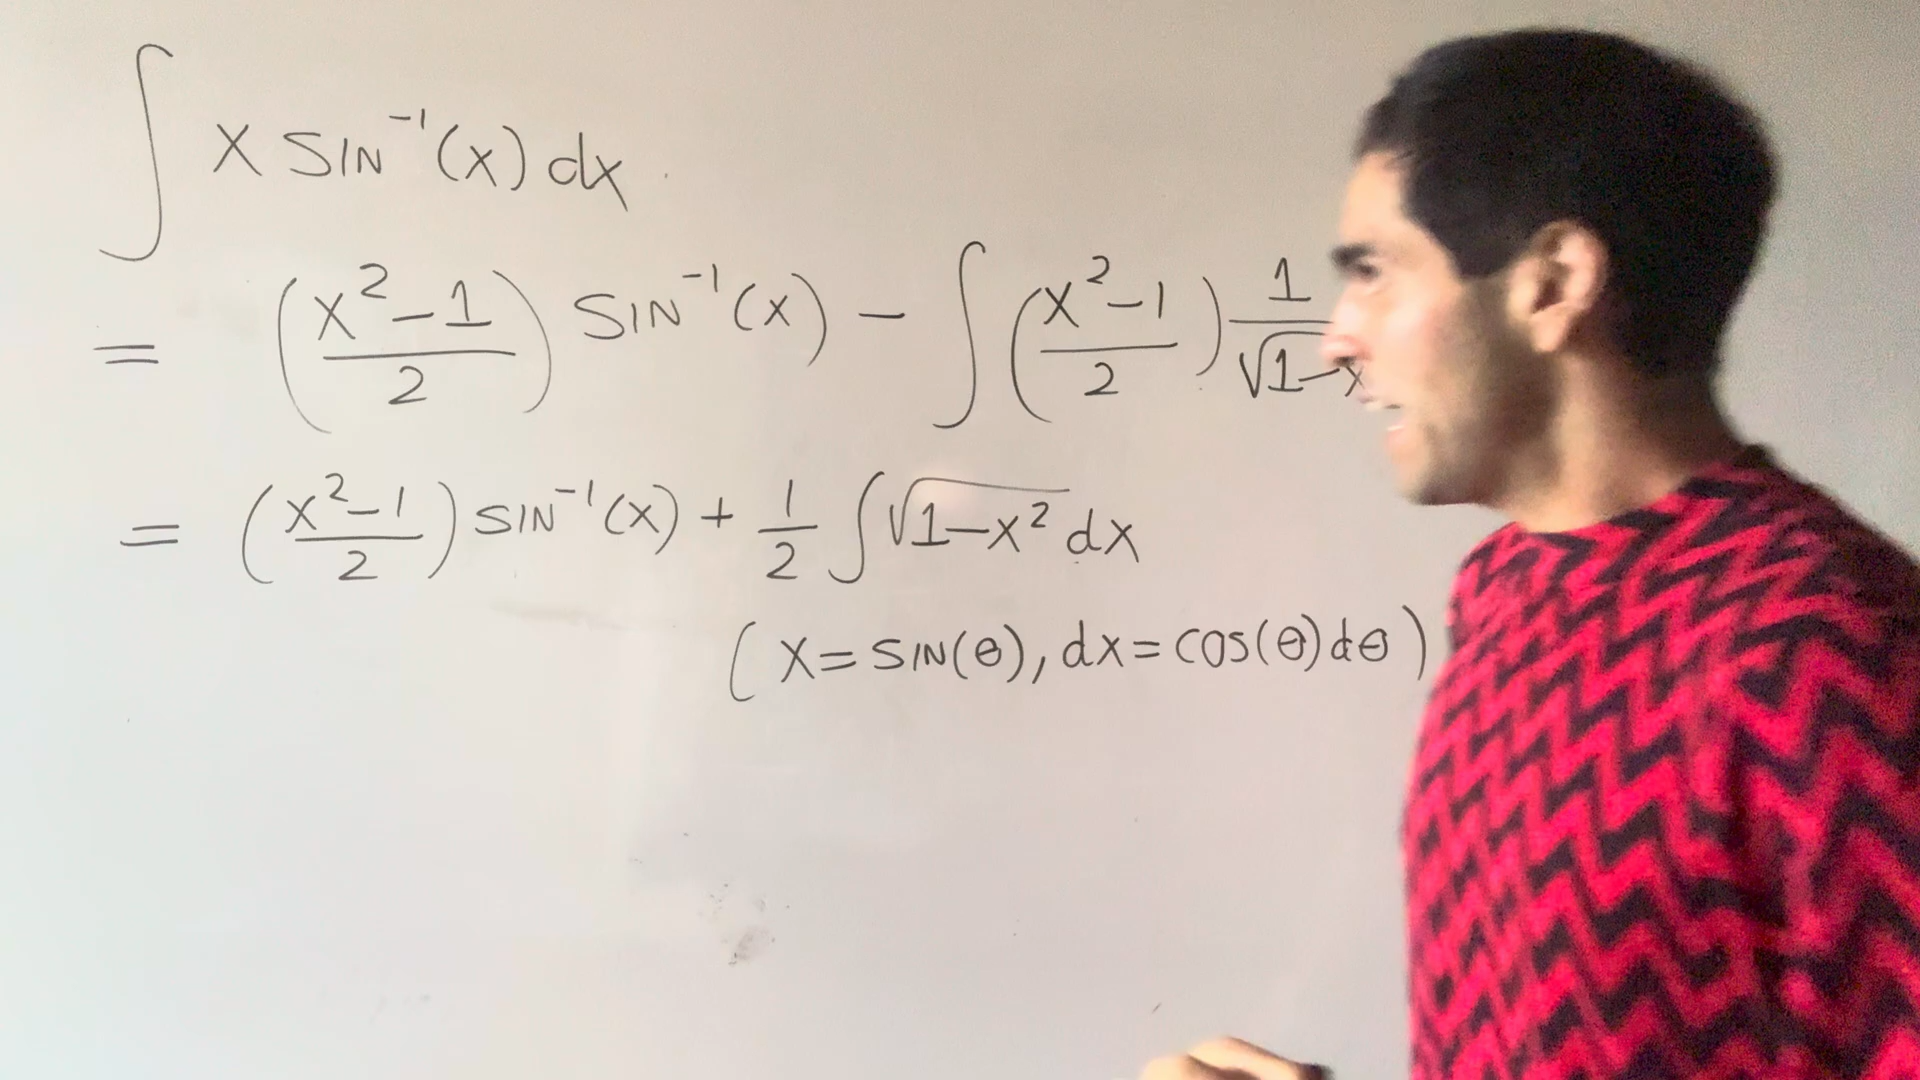 ∫ x sin⁻¹(x) dx
= ((x²-1)/2) sin⁻¹(x) - ∫ ((x²-1)/2) 1/√(1-x
= ((x²-1)/2) sin⁻¹(x) + 1/2 ∫ √(1-x²) dx
(x = sin(θ), dx = cos(θ) dθ)